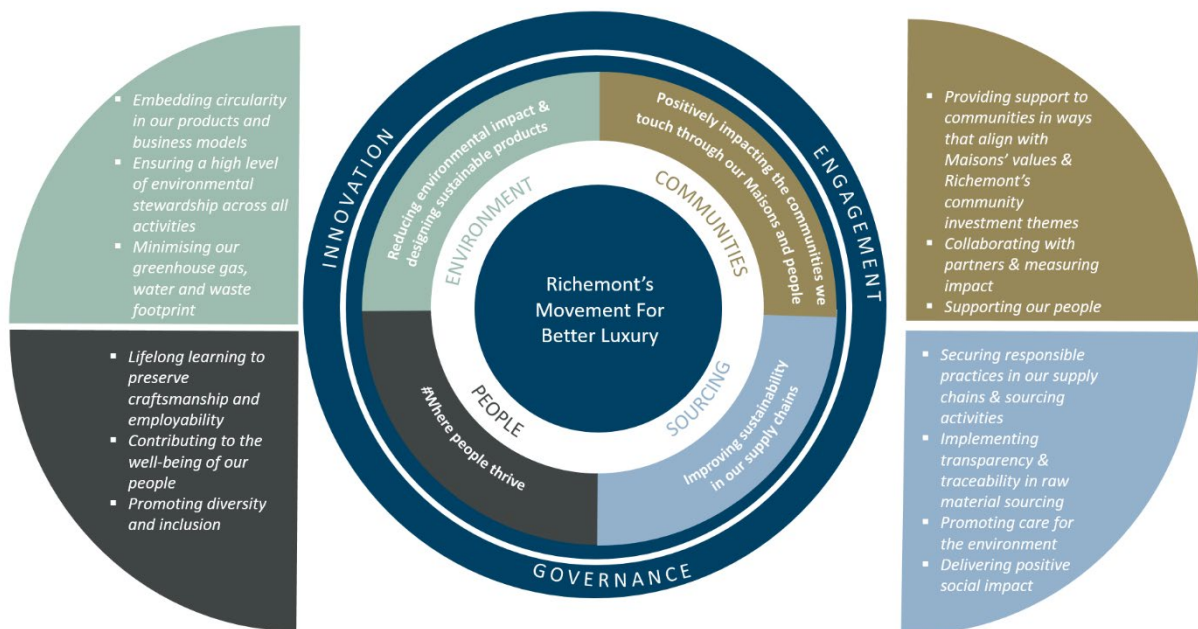 ▪ Embedding circularity
in our products and
business models
▪ Ensuring a high level
of environmental
stewardship across all
activities
▪ Minimising our
greenhouse gas,
water and waste
footprint
▪ Lifelong learning to
preserve
craftsmanship and
employability
▪ Contributing to the
well-being of our
people
▪ Promoting diversity
and inclusion
INNOVATION
ENGAGEMENT
GOVERNANCE
Reducing environmental impact &
designing sustainable products
Positively impacting the communities we
touch through our Maisons and people
#Where people thrive
Improving sustainability
in our supply chains
ENVIRONMENT
COMMUNITIES
PEOPLE
SOURCING
Richemont’s
Movement For
Better Luxury
▪ Providing support to
communities in ways
that align with
Maisons’ values &
Richemont’s
community
investment themes
▪ Collaborating with
partners & measuring
impact
▪ Supporting our people
▪ Securing responsible
practices in our supply
chains & sourcing
activities
▪ Implementing
transparency &
traceability in raw
material sourcing
▪ Promoting care for
the environment
▪ Delivering positive
social impact